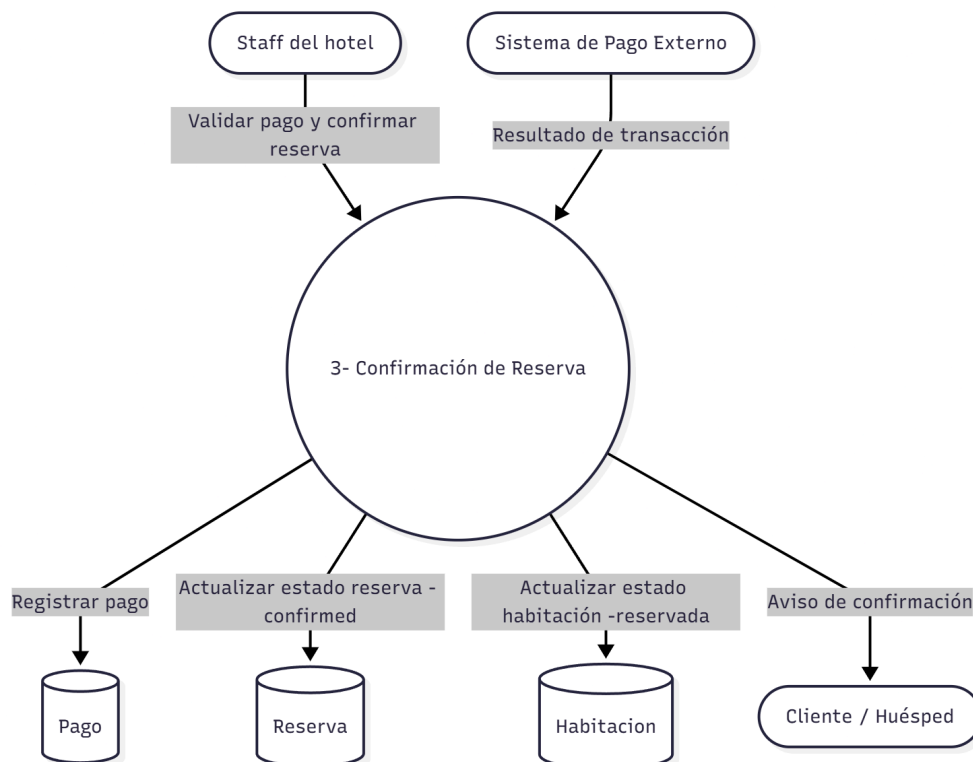 Staff del hotel
Sistema de Pago Externo
Validar pago y confirmar
reserva
Resultado de transacción
3- Confirmación de Reserva
Registrar pago
Actualizar estado reserva -
confirmed
Actualizar estado
habitación -reservada
Aviso de confirmación
Pago
Reserva
Habitacion
Cliente / Huésped